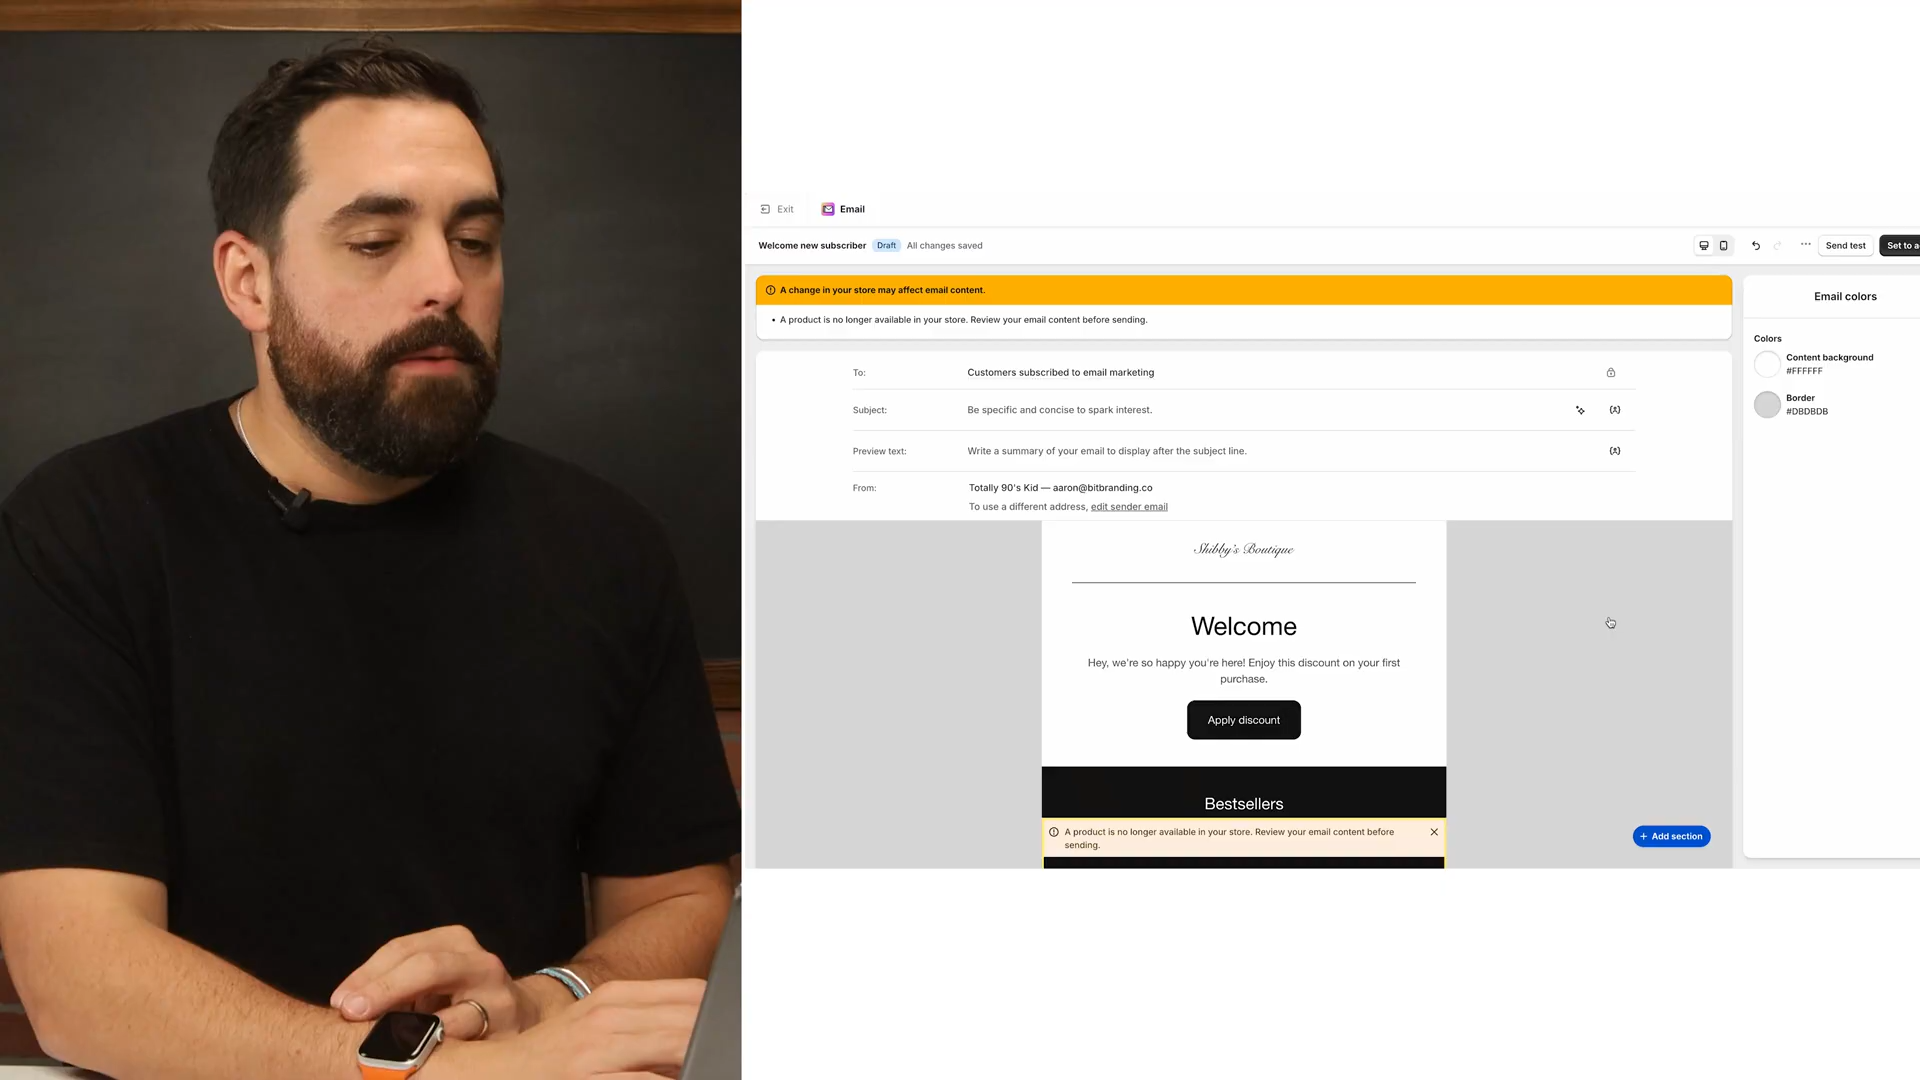 Exit
Email
Welcome new subscriber Draft All changes saved
Send test
Set to a
A change in your store may affect email content.
• A product is no longer available in your store. Review your email content before sending.
Email colors
Colors
Content background
#FFFFFF
Border
#DBDBDB
To: Customers subscribed to email marketing
Subject: Be specific and concise to spark interest.
Preview text: Write a summary of your email to display after the subject line.
From: Totally 90's Kid — aaron@bitbranding.co
To use a different address, edit sender email
Shibby's Boutique
Welcome
Hey, we're so happy you're here! Enjoy this discount on your first
purchase.
Apply discount
Bestsellers
A product is no longer available in your store. Review your email content before
sending.
+ Add section